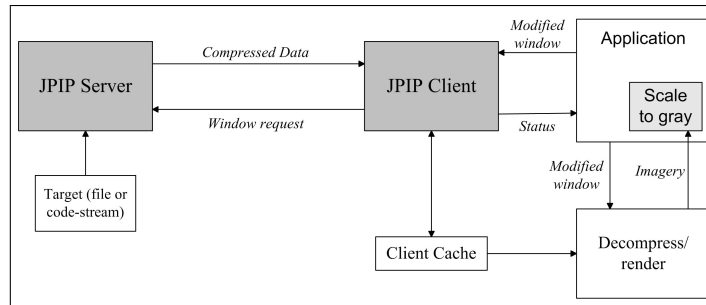 Compressed Data
Modified
window
Application
JPIP Server
JPIP Client
Scale
to gray
Window request
Status
Modified
window
Imagery
Target (file or
code-stream)
Client Cache
Decompress/
render